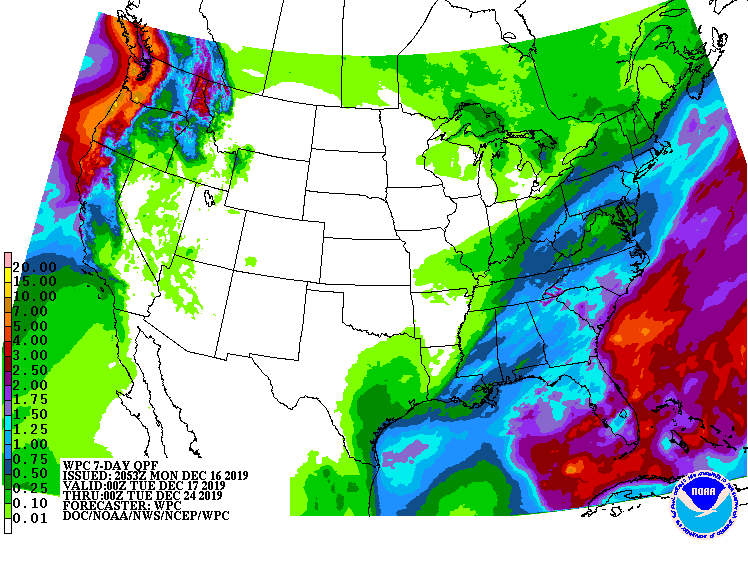 20.00
15.00
10.00
7.00
5.00
4.00
3.00
2.50
2.00
1.75
1.50
1.25
1.00
0.75
0.50
0.25
0.10
0.01
WPC 7-DAY QPF
ISSUED: 2053Z MON DEC 16 2019
VALID:00Z TUE DEC 17 2019
THRU:00Z TUE DEC 24 2019
FORECASTER: WPC
DOC/NOAA/NWS/NCEP/WPC
NOAA